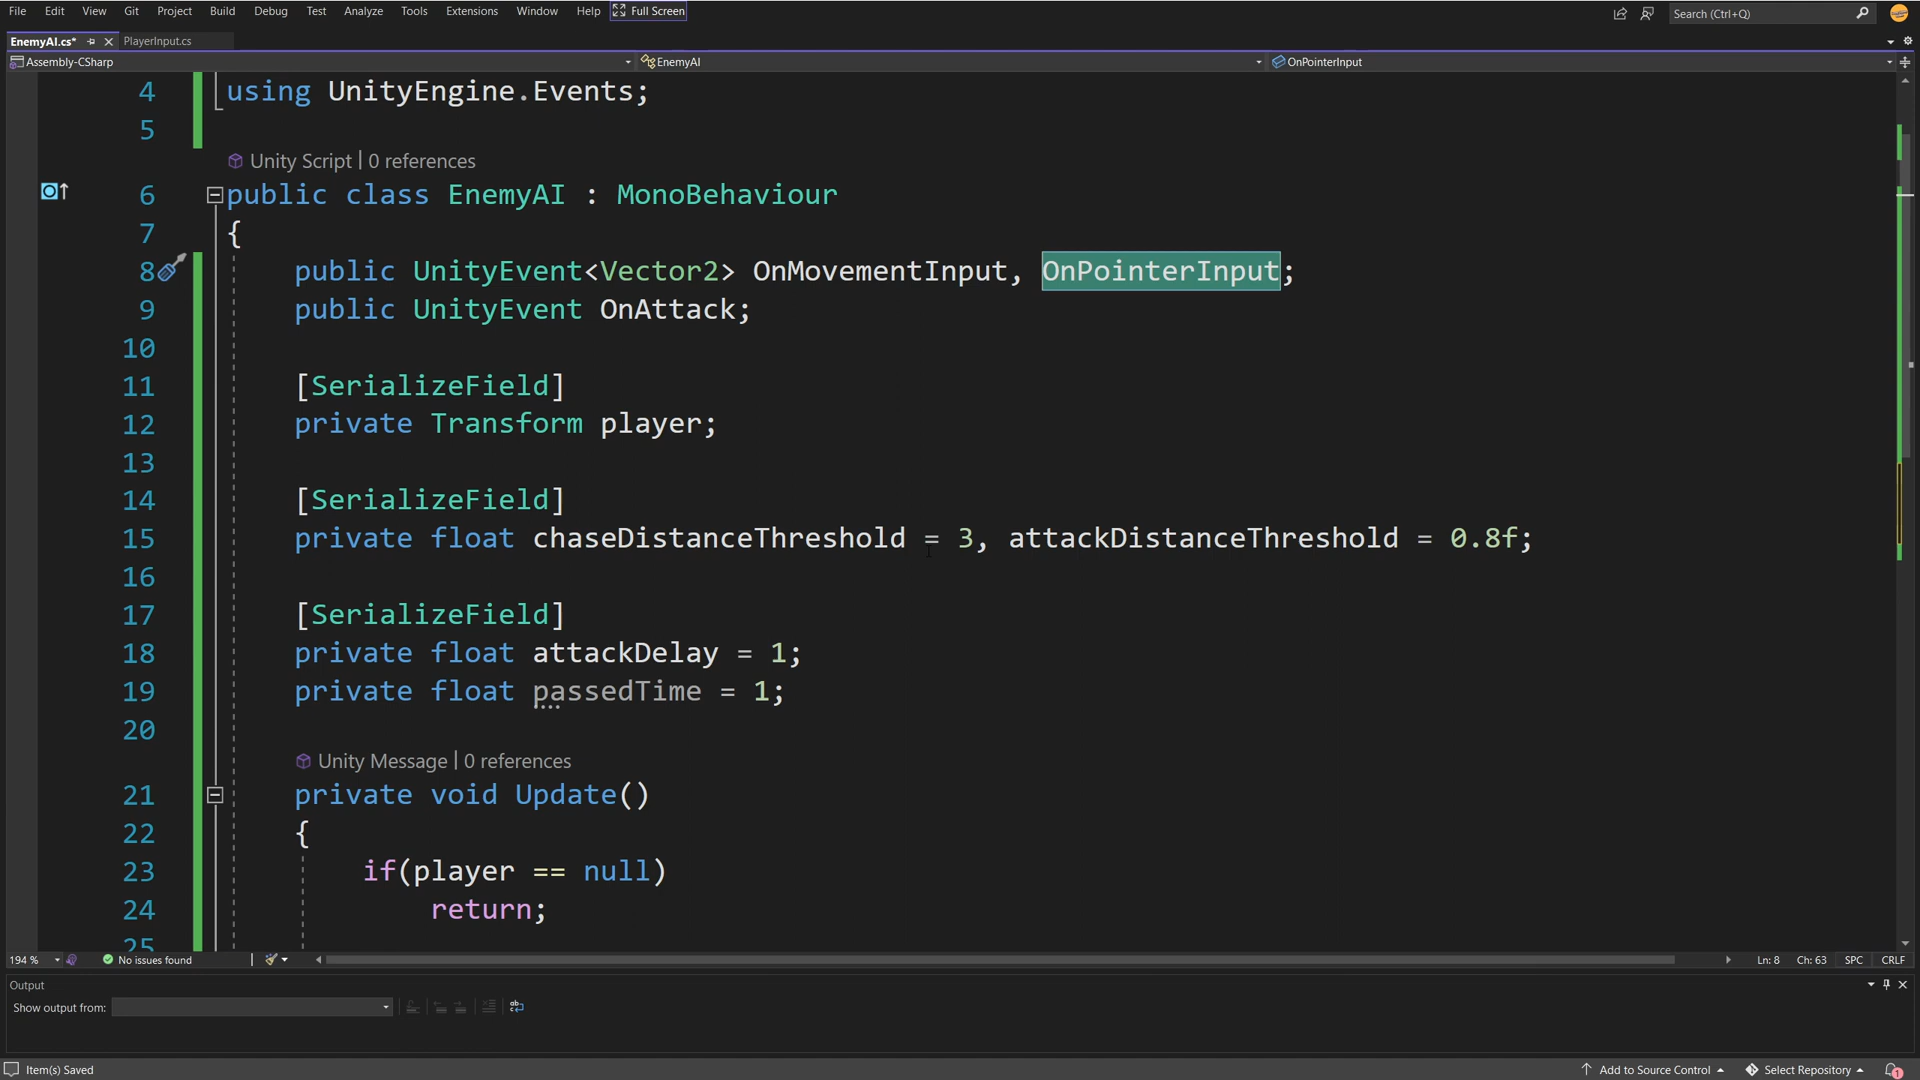 File Edit View Git Project Build Debug Test Analyze Tools Extensions Window Help Full Screen Search (Ctrl+Q)
EnemyAI.cs* PlayerInput.cs
Assembly-CSharp EnemyAI OnPointerInput
4 using UnityEngine.Events;
5
Unity Script | 0 references
6 public class EnemyAI : MonoBehaviour
7 {
8 public UnityEvent<Vector2> OnMovementInput, OnPointerInput;
9 public UnityEvent OnAttack;
10
11 [SerializeField]
12 private Transform player;
13
14 [SerializeField]
15 private float chaseDistanceThreshold = 3, attackDistanceThreshold = 0.8f;
16
17 [SerializeField]
18 private float attackDelay = 1;
19 private float passedTime = 1;
20
Unity Message | 0 references
21 private void Update()
22 {
23 if(player == null)
24 return;
25
194 % No issues found Ln: 8 Ch: 63 SPC CRLF
Output
Show output from:
Item(s) Saved Add to Source Control Select Repository 1